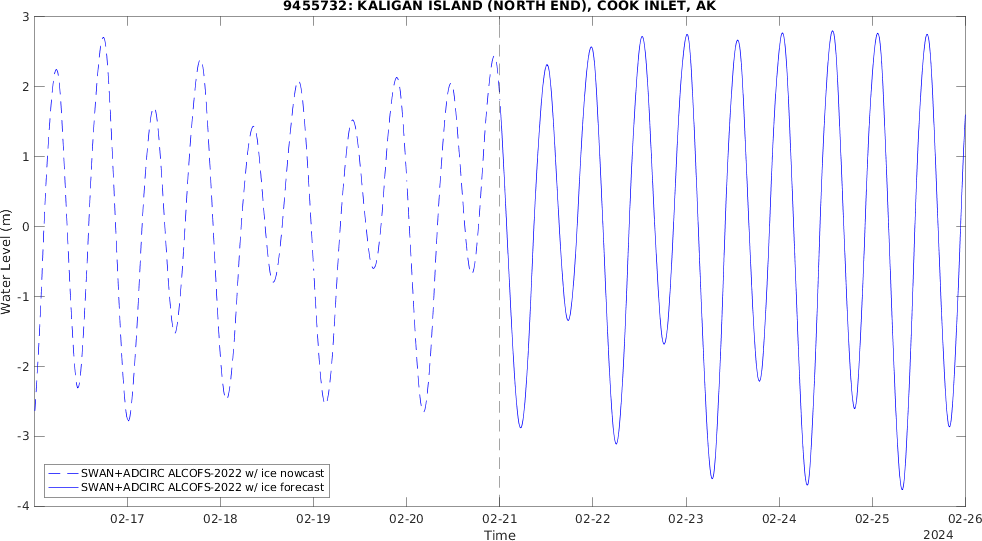 9455732: KALIGAN ISLAND (NORTH END), COOK INLET, AK
3
2
1
0
-1
-2
-3
-4
Water Level (m)
SWAN+ADCIRC ALCOFS-2022 w/ ice nowcast
SWAN+ADCIRC ALCOFS-2022 w/ ice forecast
02-17 02-18 02-19 02-20 02-21 02-22 02-23 02-24 02-25 02-26
Time
2024